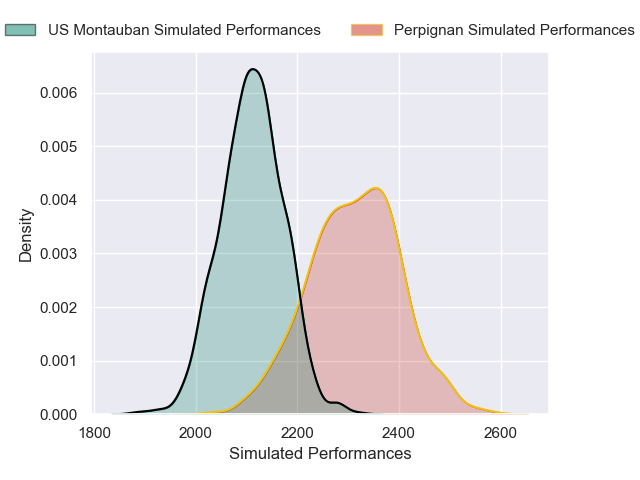 US Montauban Simulated Performances
Perpignan Simulated Performances
0.006
0.005
0.004
0.003
0.002
0.001
0.000
Density
1800 2000 2200 2400 2600
Simulated Performances